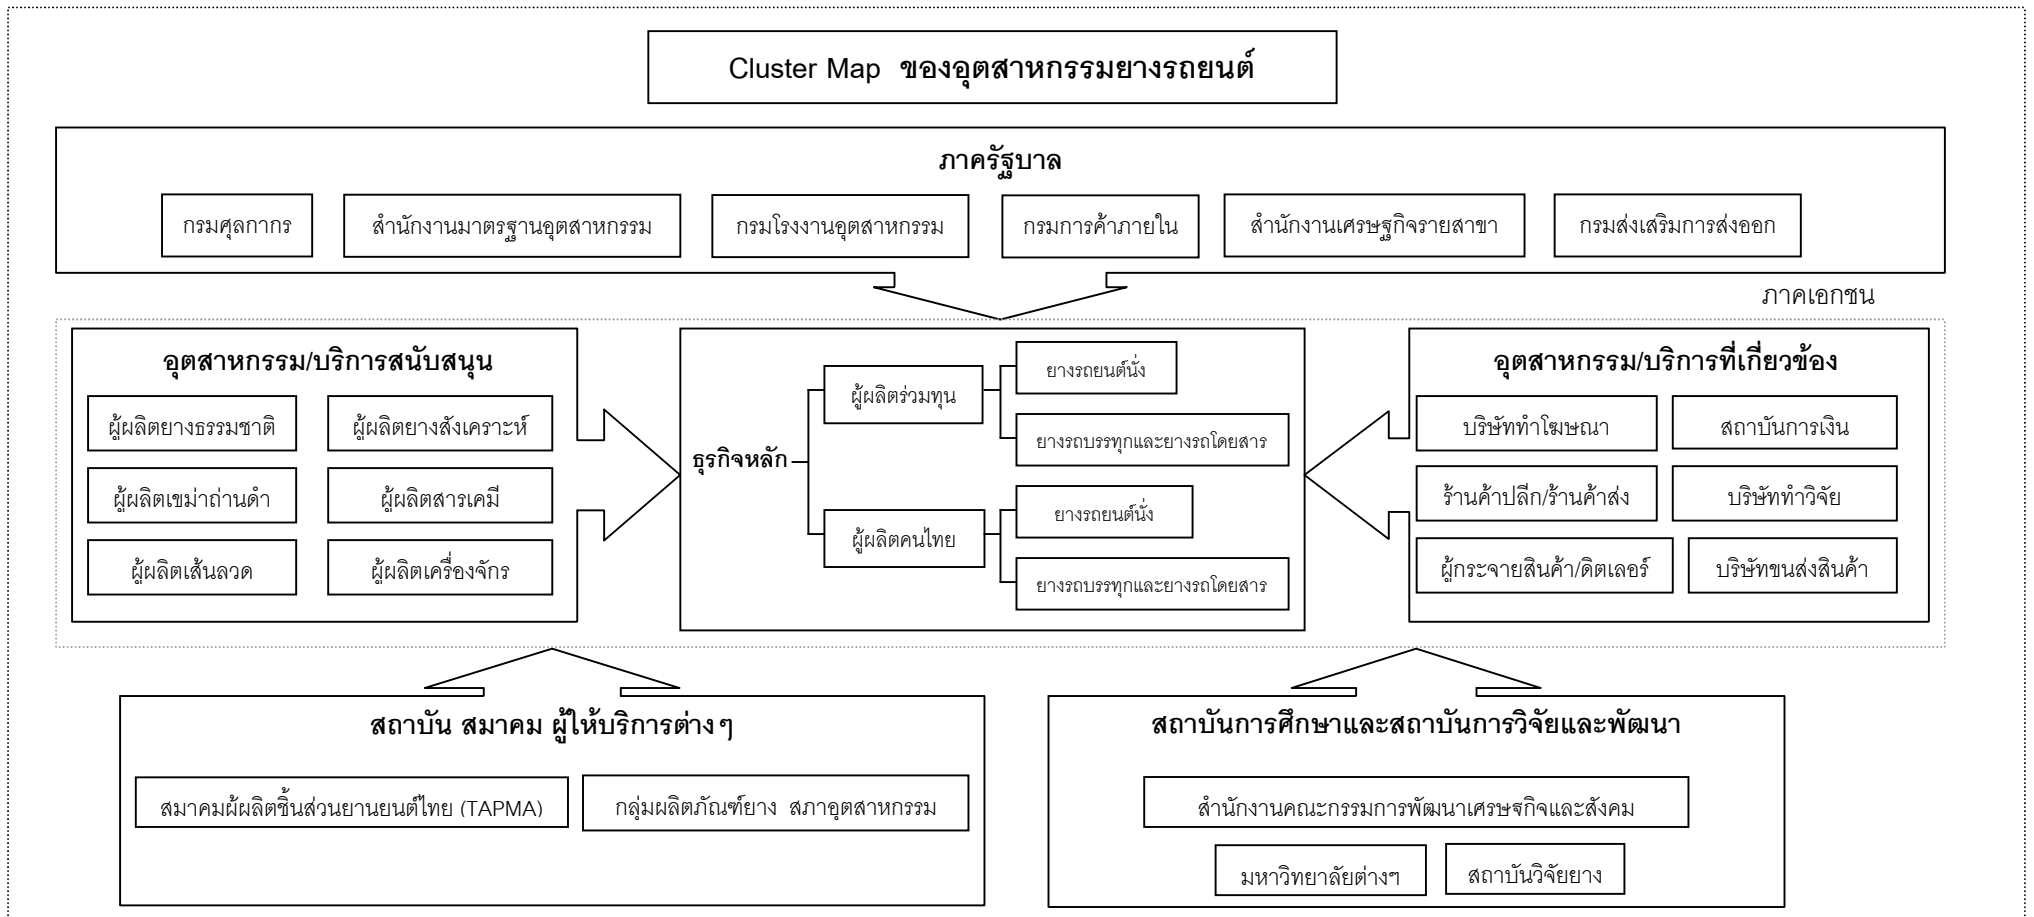 Cluster Map ของอุตสาหกรรมยางรถยนต์
ภาครัฐบาล
กรมศุลกากร
สำนักงานมาตรฐานอุตสาหกรรม
กรมโรงงานอุตสาหกรรม
กรมการค้าภายใน
สำนักงานเศรษฐกิจรายสาขา
กรมส่งเสริมการส่งออก
ภาคเอกชน
อุตสาหกรรม/บริการสนับสนุน
ผู้ผลิตยางธรรมชาติ
ผู้ผลิตยางสังเคราะห์
ผู้ผลิตเขม่าถ่านดำ
ผู้ผลิตสารเคมี
ผู้ผลิตเส้นลวด
ผู้ผลิตเครื่องจักร
ธุรกิจหลัก
ผู้ผลิตร่วมทุน
ยางรถยนต์นั่ง
ยางรถบรรทุกและยางรถโดยสาร
ผู้ผลิตคนไทย
ยางรถยนต์นั่ง
ยางรถบรรทุกและยางรถโดยสาร
อุตสาหกรรม/บริการที่เกี่ยวข้อง
บริษัททำโฆษณา
สถาบันการเงิน
ร้านค้าปลีก/ร้านค้าส่ง
บริษัททำวิจัย
ผู้กระจายสินค้า/ดิตเลอร์
บริษัทขนส่งสินค้า
สถาบัน สมาคม ผู้ให้บริการต่างๆ
สมาคมผู้ผลิตชิ้นส่วนยานยนต์ไทย (TAPMA)
กลุ่มผลิตภัณฑ์ยาง สภาอุตสาหกรรม
สถาบันการศึกษาและสถาบันการวิจัยและพัฒนา
สำนักงานคณะกรรมการพัฒนาเศรษฐกิจและสังคม
มหาวิทยาลัยต่างๆ
สถาบันวิจัยยาง